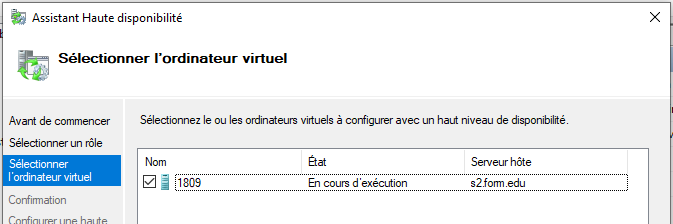 Assistant Haute disponibilité
Sélectionner l'ordinateur virtuel
Avant de commencer
Sélectionner un rôle
Sélectionner
l'ordinateur virtuel
Confirmation
Configurer une haute
Sélectionnez le ou les ordinateurs virtuels à configurer avec un haut niveau de disponibilité.
Nom État Serveur hôte
1809 En cours d'exécution s2.form.edu